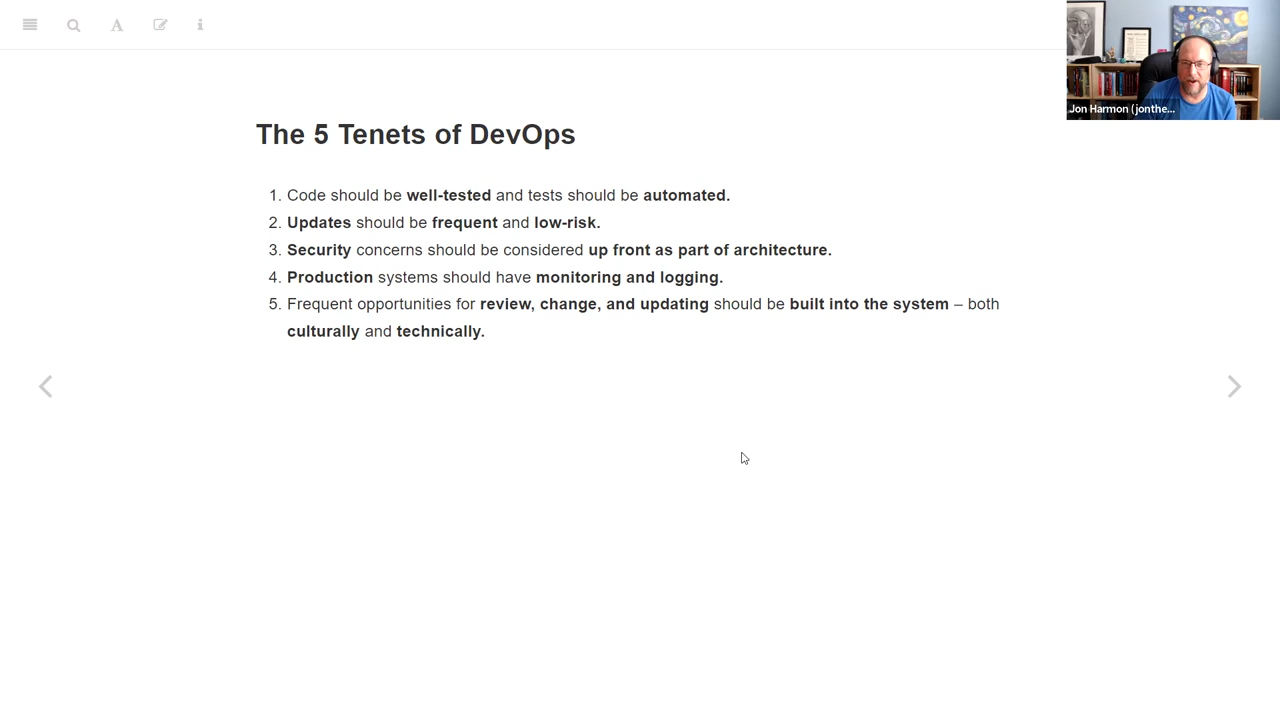 The 5 Tenets of DevOps
1. Code should be well-tested and tests should be automated.
2. Updates should be frequent and low-risk.
3. Security concerns should be considered up front as part of architecture.
4. Production systems should have monitoring and logging.
5. Frequent opportunities for review, change, and updating should be built into the system – both
culturally and technically.
Jon Harmon (jonthe...